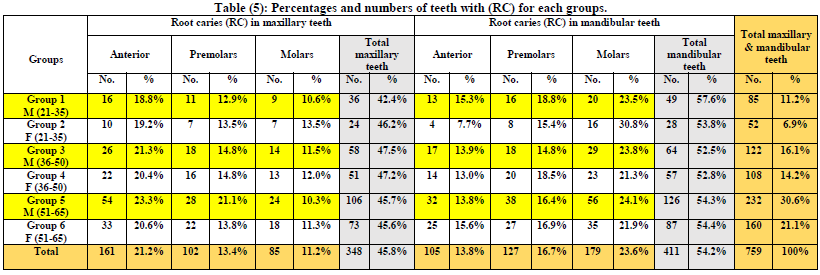 Table (5): Percentages and numbers of teeth with (RC) for each groups.
Groups Root caries (RC) in maxillary teeth Root caries (RC) in mandibular teeth Total maxillary & mandibular teeth
Anterior Premolars Molars Total maxillary teeth Anterior Premolars Molars Total mandibular teeth
No. % No. % No. % No. % No. % No. % No. % No. % No. %
Group 1 M (21-35) 16 18.8% 11 12.9% 9 10.6% 36 42.4% 13 15.3% 16 18.8% 20 23.5% 49 57.6% 85 11.2%
Group 2 F (21-35) 10 19.2% 7 13.5% 7 13.5% 24 46.2% 4 7.7% 8 15.4% 16 30.8% 28 53.8% 52 6.9%
Group 3 M (36-50) 26 21.3% 18 14.8% 14 11.5% 58 47.5% 17 13.9% 18 14.8% 29 23.8% 64 52.5% 122 16.1%
Group 4 F (36-50) 22 20.4% 16 14.8% 13 12.0% 51 47.2% 14 13.0% 20 18.5% 23 21.3% 57 52.8% 108 14.2%
Group 5 M (51-65) 54 23.3% 28 21.1% 24 10.3% 106 45.7% 32 13.8% 38 16.4% 56 24.1% 126 54.3% 232 30.6%
Group 6 F (51-65) 33 20.6% 22 13.8% 18 11.3% 73 45.6% 25 15.6% 27 16.9% 35 21.9% 87 54.4% 160 21.1%
Total 161 21.2% 102 13.4% 85 11.2% 348 45.8% 105 13.8% 127 16.7% 179 23.6% 411 54.2% 759 100%